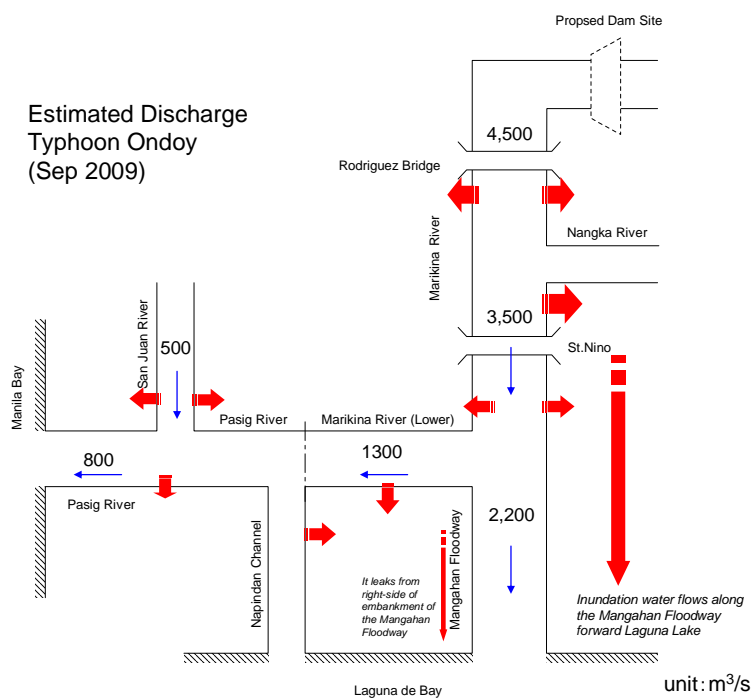 Propsed Dam Site
Estimated Discharge
Typhoon Ondoy
(Sep 2009)
4,500
Rodriguez Bridge
Nangka River
Marikina River
3,500
St.Nino
San Juan River
500
Manila Bay
Pasig River
Marikina River (Lower)
800
1300
Pasig River
2,200
Napindan Channel
Mangahan Floodway
It leaks from
right-side of
embankment of
the Mangahan
Floodway
Inundation water flows along
the Mangahan Floodway
forward Laguna Lake
Laguna de Bay
unit:m³/s